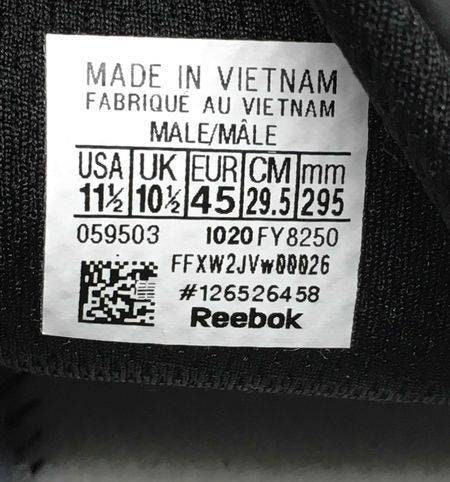 MADE IN VIETNAM
FABRIQUÉ AU VIETNAM
MALE/MÂLE
USA UK EUR CM mm
11½ 10½ 45 29.5 295
059503 1020 FY8250
FFXW2JVw00026
#126526458
Reebok